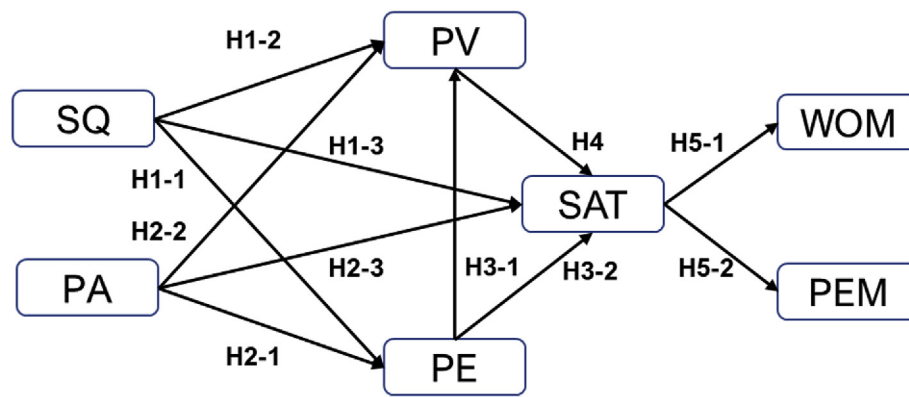 H1-2
PV
SQ
H1-3
H4
H5-1
WOM
H1-1
SAT
H2-2
PA
H2-3
H3-1
H3-2
H5-2
PEM
H2-1
PE